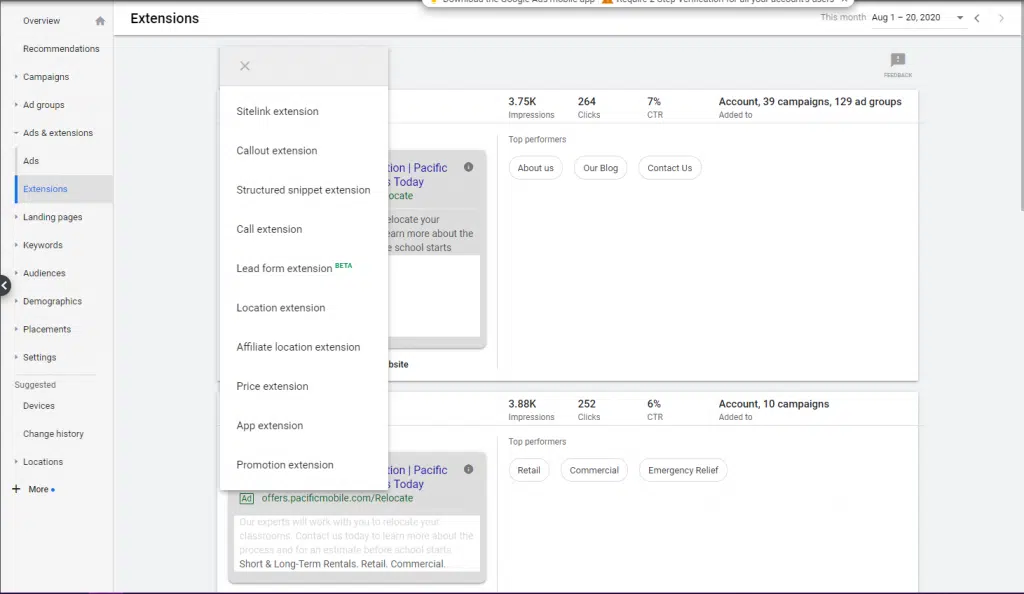 Download the Google Ads mobile app
Require 2-Step Verification for all your account's users
Overview
Recommendations
Campaigns
Ad groups
Ads & extensions
Ads
Extensions
Landing pages
Keywords
Audiences
Demographics
Placements
Settings
Suggested
Devices
Change history
Locations
+ More
Extensions
This month Aug 1 – 20, 2020
FEEDBACK
Sitelink extension
Callout extension
Structured snippet extension
Call extension
Lead form extension BETA
Location extension
Affiliate location extension
Price extension
App extension
Promotion extension
3.75K 264 7% Account, 39 campaigns, 129 ad groups
Impressions Clicks CTR Added to
tion | Pacific
s Today
ocate
elocate your
earn more about the
e school starts
bsite
Top performers
About us Our Blog Contact Us
3.88K 252 6% Account, 10 campaigns
Impressions Clicks CTR Added to
tion | Pacific
s Today
Ad offers.pacificmobile.com/Relocate
Our experts will work with you to relocate your
classrooms. Contact us today to learn more about the
process and for an estimate before school starts
Short & Long-Term Rentals. Retail. Commercial.
Top performers
Retail Commercial Emergency Relief